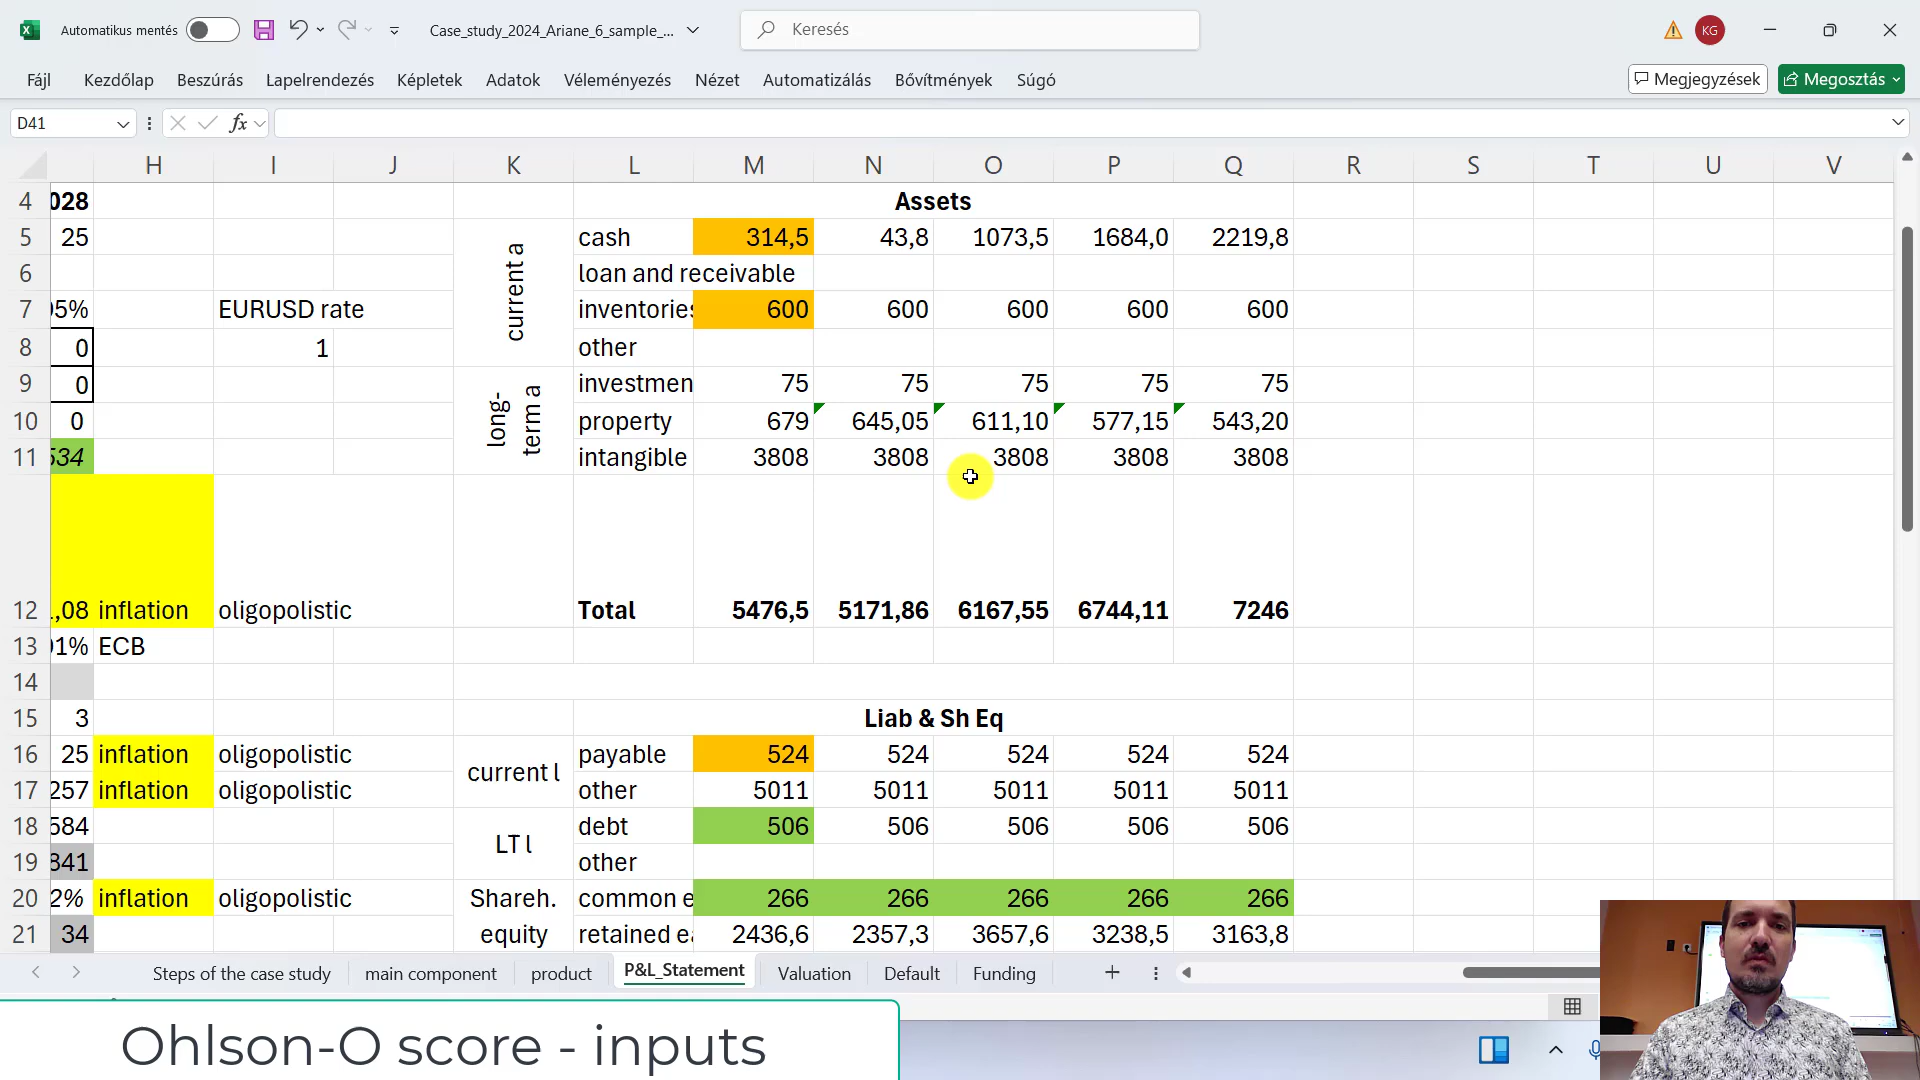 Automatikus mentés
Case_study_2024_Ariane_6_sample_...
Keresés
KG
Fájl Kezdőlap Beszúrás Lapelrendezés Képletek Adatok Véleményezés Nézet Automatizálás Bővítmények Súgó
Megjegyzések
Megosztás
D41
fx
H I J K L M N O P Q R S T U V
4 028 Assets
5 25 cash 314,5 43,8 1073,5 1684,0 2219,8
6 loan and receivable
current a
7 95% EURUSD rate inventories 600 600 600 600 600
8 0 1 other
9 0 investmen 75 75 75 75 75
long-
term a
10 0 property 679 645,05 611,10 577,15 543,20
11 534 intangible 3808 3808 3808 3808 3808
12 ,08 inflation oligopolistic Total 5476,5 5171,86 6167,55 6744,11 7246
13 01% ECB
14
15 3 Liab & Sh Eq
16 25 inflation oligopolistic payable 524 524 524 524 524
current l
17 257 inflation oligopolistic other 5011 5011 5011 5011 5011
18 584 debt 506 506 506 506 506
LT l
19 841 other
20 2% inflation oligopolistic Shareh. common e 266 266 266 266 266
21 34 equity retained ea 2436,6 2357,3 3657,6 3238,5 3163,8
Steps of the case study main component product P&L_Statement Valuation Default Funding
Ohlson-O score - inputs